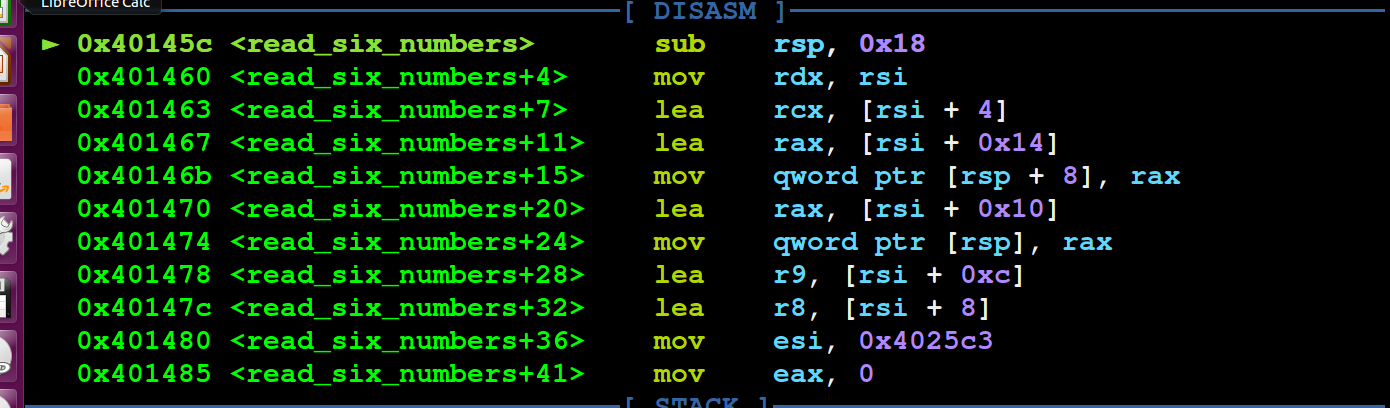 LibreOffice Calc
[ DISASM ]
► 0x40145c <read_six_numbers> sub rsp, 0x18
0x401460 <read_six_numbers+4> mov rdx, rsi
0x401463 <read_six_numbers+7> lea rcx, [rsi + 4]
0x401467 <read_six_numbers+11> lea rax, [rsi + 0x14]
0x40146b <read_six_numbers+15> mov qword ptr [rsp + 8], rax
0x401470 <read_six_numbers+20> lea rax, [rsi + 0x10]
0x401474 <read_six_numbers+24> mov qword ptr [rsp], rax
0x401478 <read_six_numbers+28> lea r9, [rsi + 0xc]
0x40147c <read_six_numbers+32> lea r8, [rsi + 8]
0x401480 <read_six_numbers+36> mov esi, 0x4025c3
0x401485 <read_six_numbers+41> mov eax, 0
[ STACK ]